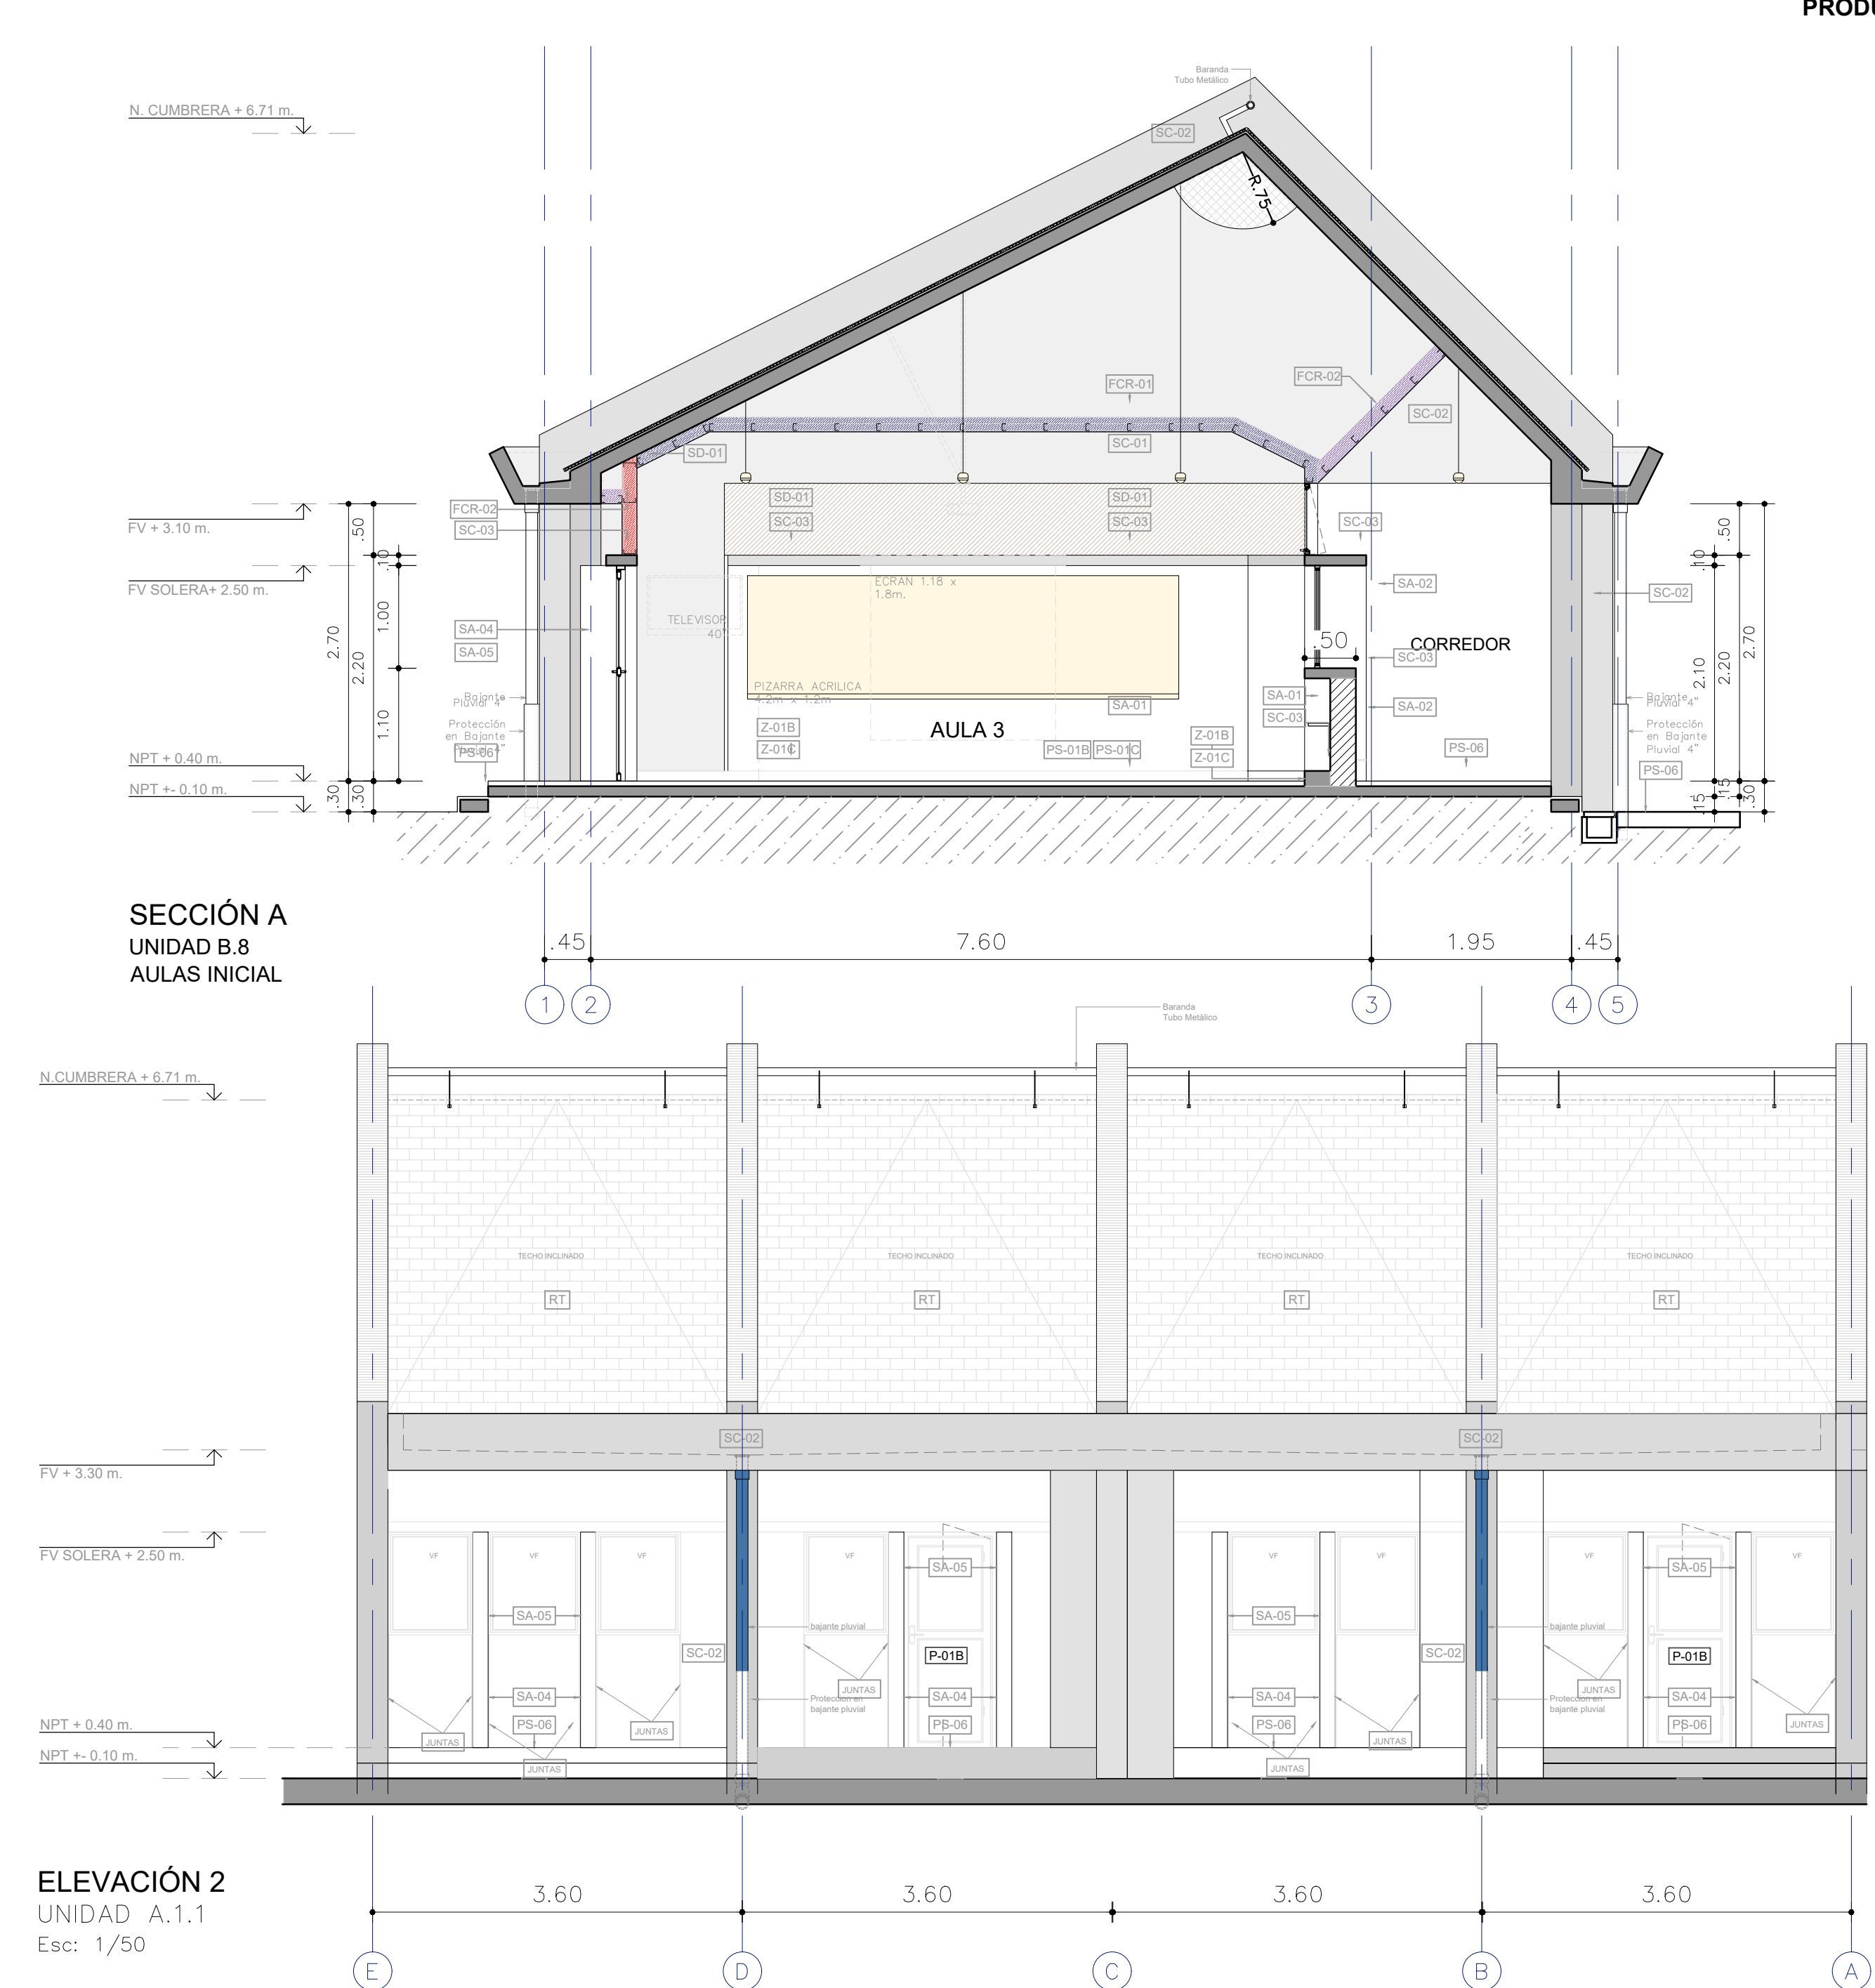 PRODU
Baranda
Tubo Metálico
N. CUMBRERA + 6.71 m.
SC-02
R.75
FCR-01
FCR-02
SC-02
SC-01
SD-01
SD-01
SD-01
FCR-02
SC-03
SC-03
SC-03
SC-03
FV + 3.10 m.
.50
.10
.50
.10
FV SOLERA+ 2.50 m.
ECRAN 1.18 x
1.8m.
SA-02
SC-02
TELEVISOR
40"
1.00
SA-04
SA-05
2.70
2.20
.50
CORREDOR
SC-03
2.10
2.20
2.70
PIZARRA ACRILICA
4.2m x 1.2m
SA-01
SA-01
SC-03
SA-02
Bajante
Pluvial 4"
Bajante
Pluvial 4"
Protección
en Bajante
Pluvial 4"
Protección
en Bajante
Pluvial 4"
1.10
Z-01B
Z-01C
AULA 3
PS-01B
PS-01C
Z-01B
Z-01C
PS-06
PS-06
PS-06
NPT + 0.40 m.
NPT +- 0.10 m.
.30
.30
.15
.15
.30
SECCIÓN A
UNIDAD B.8
AULAS INICIAL
.45
7.60
1.95
.45
1
2
3
4
5
Baranda
Tubo Metálico
N.CUMBRERA + 6.71 m.
TECHO INCLINADO
TECHO INCLINADO
TECHO INCLINADO
TECHO INCLINADO
RT
RT
RT
RT
SC-02
SC-02
FV + 3.30 m.
FV SOLERA + 2.50 m.
VF
VF
VF
VF
VF
VF
VF
VF
SA-05
SA-05
SA-05
SA-05
bajante pluvial
bajante pluvial
SC-02
SC-02
P-01B
P-01B
JUNTAS
JUNTAS
SA-04
SA-04
SA-04
SA-04
Protección en
bajante pluvial
Protección en
bajante pluvial
PS-06
PS-06
PS-06
PS-06
JUNTAS
JUNTAS
JUNTAS
JUNTAS
JUNTAS
JUNTAS
NPT + 0.40 m.
NPT +- 0.10 m.
ELEVACIÓN 2
UNIDAD A.1.1
Esc: 1/50
3.60
3.60
3.60
3.60
E
D
C
B
A